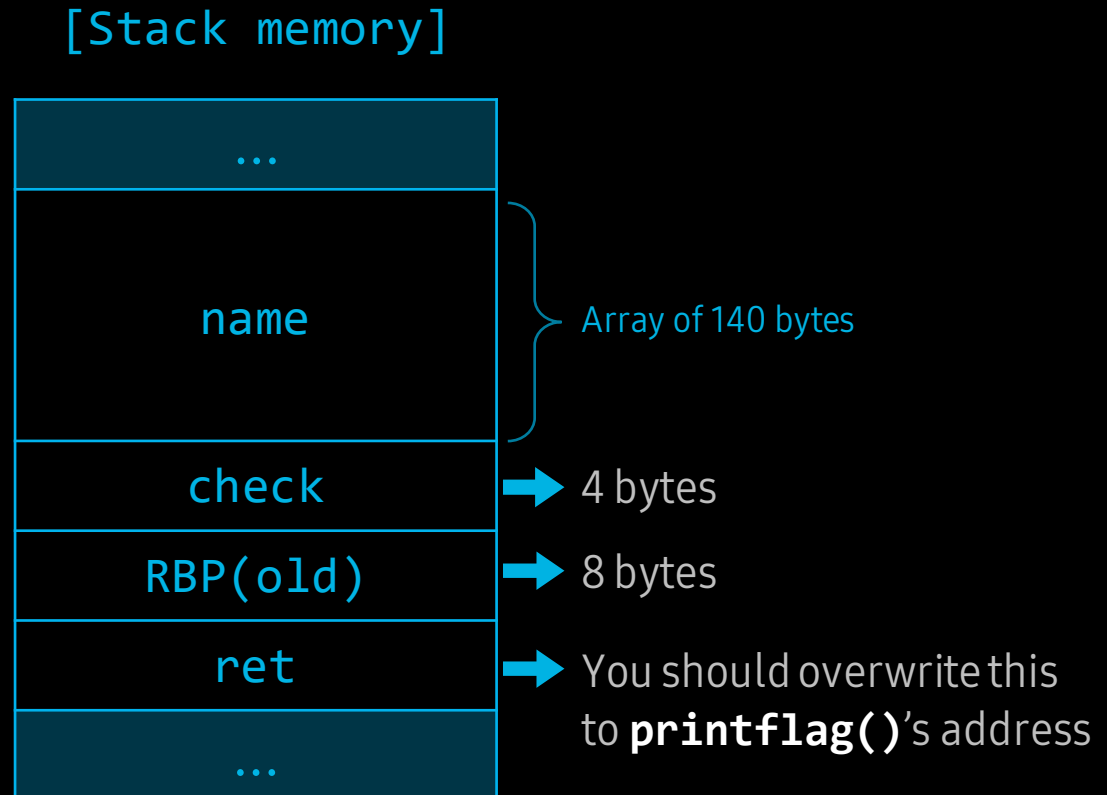 [Stack memory]
...
name
Array of 140 bytes
check
4 bytes
RBP(old)
8 bytes
ret
You should overwrite this
to printflag()'s address
...